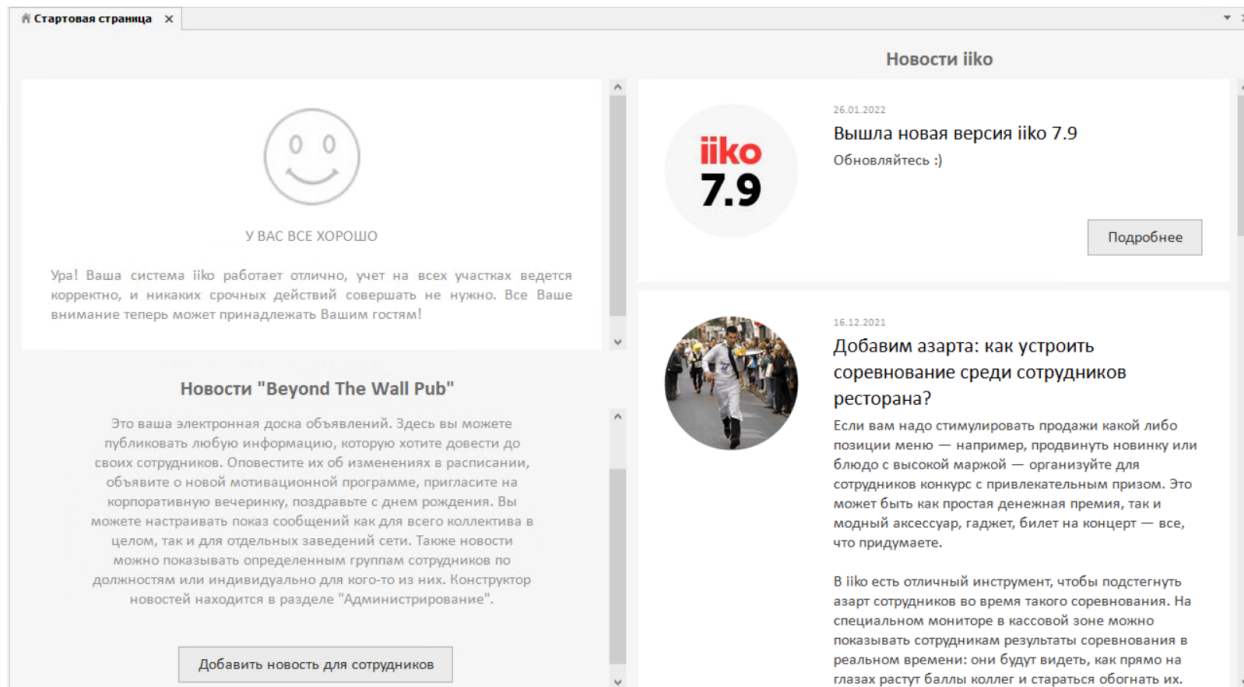 Стартовая страница
У ВАС ВСЕ ХОРОШО
Ура! Ваша система iiko работает отлично, учет на всех участках ведется
корректно, и никаких срочных действий совершать не нужно. Все Ваше
внимание теперь может принадлежать Вашим гостям!
Новости "Beyond The Wall Pub"
Это ваша электронная доска объявлений. Здесь вы можете
публиковать любую информацию, которую хотите довести до
своих сотрудников. Оповестите их об изменениях в расписании,
объявите о новой мотивационной программе, пригласите на
корпоративную вечеринку, поздравьте с днем рождения. Вы
можете настраивать показ сообщений как для всего коллектива в
целом, так и для отдельных заведений сети. Также новости
можно показывать определенным группам сотрудников по
должностям или индивидуально для кого-то из них. Конструктор
новостей находится в разделе "Администрирование".
Добавить новость для сотрудников
Новости iiko
iiko
7.9
26.01.2022
Вышла новая версия iiko 7.9
Обновляйтесь :)
Подробнее
16.12.2021
Добавим азарта: как устроить
соревнование среди сотрудников
ресторана?
Если вам надо стимулировать продажи какой либо
позиции меню — например, продвинуть новинку или
блюдо с высокой маржой — организуйте для
сотрудников конкурс с привлекательным призом. Это
может быть как простая денежная премия, так и
модный аксессуар, гаджет, билет на концерт — все,
что придумаете.
В iiko есть отличный инструмент, чтобы подстегнуть
азарт сотрудников во время такого соревнования. На
специальном мониторе в кассовой зоне можно
показывать сотрудникам результаты соревнования в
реальном времени: они будут видеть, как прямо на
глазах растут баллы коллег и стараться обогнать их.